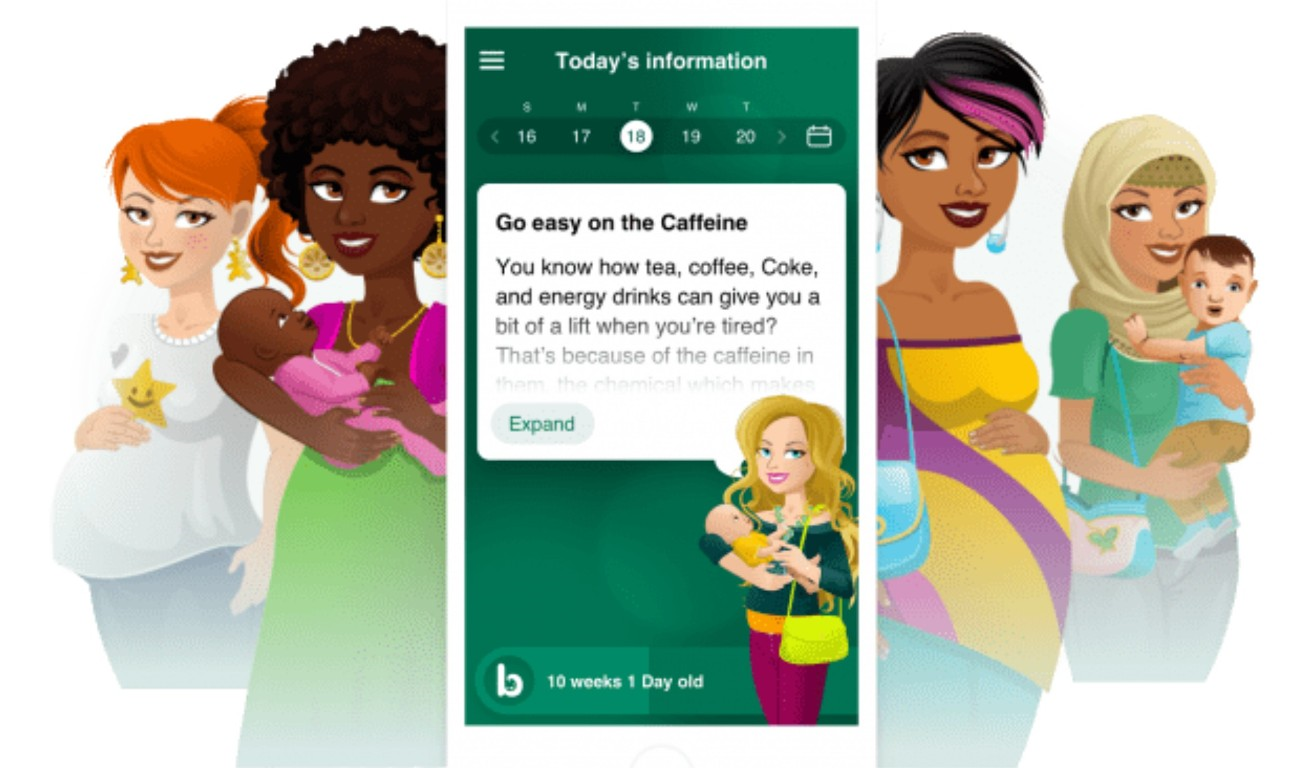 Today's information
S M T W T
< 16 17 18 19 20 >
Go easy on the Caffeine
You know how tea, coffee, Coke,
and energy drinks can give you a
bit of a lift when you're tired?
That's because of the caffeine in
them, the chemical which makes
Expand
b 10 weeks 1 Day old